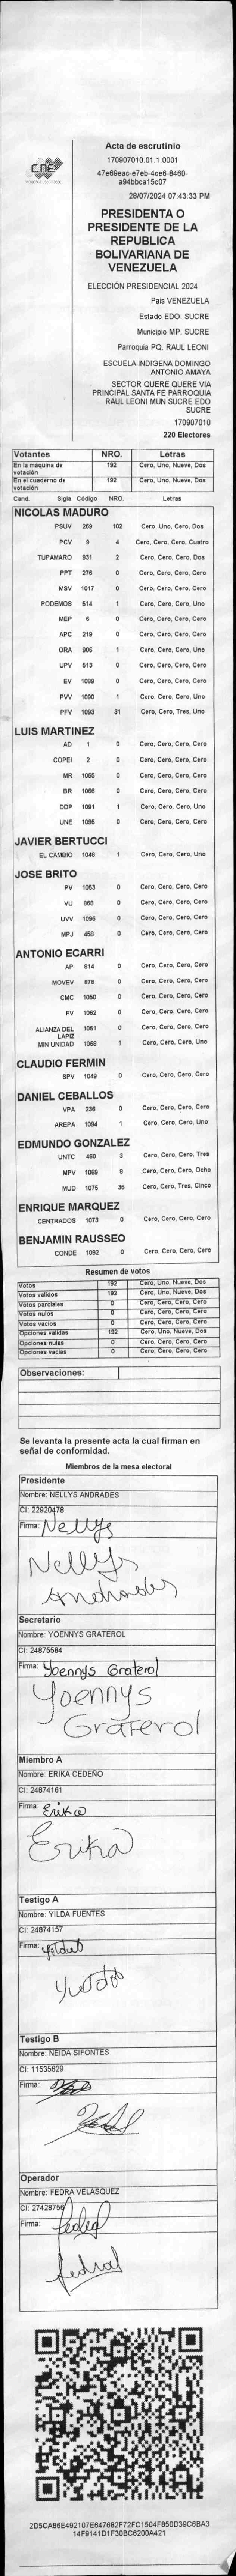 CNE
Acta de escrutinio
170907010.01.1.0001
47e69eac-e7eb-4ce6-8460-
a94bbca15c07
28/07/2024 07:43:33 PM
PRESIDENTA O
PRESIDENTE DE LA
REPUBLICA
BOLIVARIANA DE
VENEZUELA
ELECCIÓN PRESIDENCIAL 2024
Pais VENEZUELA
Estado EDO. SUCRE
Municipio MP. SUCRE
Parroquia PQ. RAUL LEONI
ESCUELA INDIGENA DOMINGO
ANTONIO AMAYA
SECTOR QUERE QUERE VIA
PRINCIPAL SANTA FE PARROQUIA
RAUL LEONI MUN SUCRE EDO
SUCRE
170907010
220 Electores
Votantes NRO. Letras
En la máquina de votación 192 Cero, Uno, Nueve, Dos
En el cuaderno de votación 192 Cero, Uno, Nueve, Dos
Cand. Sigla Código NRO. Letras
NICOLAS MADURO
PSUV 269 102 Cero, Uno, Cero, Dos
PCV 9 4 Cero, Cero, Cero, Cuatro
TUPAMARO 931 2 Cero, Cero, Cero, Dos
PPT 276 0 Cero, Cero, Cero, Cero
MSV 1017 0 Cero, Cero, Cero, Cero
PODEMOS 514 1 Cero, Cero, Cero, Uno
MEP 6 0 Cero, Cero, Cero, Cero
APC 219 0 Cero, Cero, Cero, Cero
ORA 906 1 Cero, Cero, Cero, Uno
UPV 513 0 Cero, Cero, Cero, Cero
EV 1089 0 Cero, Cero, Cero, Cero
PVV 1090 1 Cero, Cero, Cero, Uno
PFV 1093 31 Cero, Cero, Tres, Uno
LUIS MARTINEZ
AD 1 0 Cero, Cero, Cero, Cero
COPEI 2 0 Cero, Cero, Cero, Cero
MR 1065 0 Cero, Cero, Cero, Cero
BR 1066 0 Cero, Cero, Cero, Cero
DDP 1091 1 Cero, Cero, Cero, Uno
UNE 1095 0 Cero, Cero, Cero, Cero
JAVIER BERTUCCI
EL CAMBIO 1046 1 Cero, Cero, Cero, Uno
JOSE BRITO
PV 1053 0 Cero, Cero, Cero, Cero
VU 868 0 Cero, Cero, Cero, Cero
UVV 1096 0 Cero, Cero, Cero, Cero
MPJ 458 0 Cero, Cero, Cero, Cero
ANTONIO ECARRI
AP 814 0 Cero, Cero, Cero, Cero
MOVEV 878 0 Cero, Cero, Cero, Cero
CMC 1050 0 Cero, Cero, Cero, Cero
FV 1062 0 Cero, Cero, Cero, Cero
ALIANZA DEL LAPIZ 1051 0 Cero, Cero, Cero, Cero
MIN UNIDAD 1068 1 Cero, Cero, Cero, Uno
CLAUDIO FERMIN
SPV 1049 0 Cero, Cero, Cero, Cero
DANIEL CEBALLOS
VPA 236 0 Cero, Cero, Cero, Cero
AREPA 1094 1 Cero, Cero, Cero, Uno
EDMUNDO GONZALEZ
UNTC 460 3 Cero, Cero, Cero, Tres
MPV 1069 8 Cero, Cero, Cero, Ocho
MUD 1075 35 Cero, Cero, Tres, Cinco
ENRIQUE MARQUEZ
CENTRADOS 1073 0 Cero, Cero, Cero, Cero
BENJAMIN RAUSSEO
CONDE 1092 0 Cero, Cero, Cero, Cero
Resumen de votos
Votos 192 Cero, Uno, Nueve, Dos
Votos validos 192 Cero, Uno, Nueve, Dos
Votos parciales 0 Cero, Cero, Cero, Cero
Votos nulos 0 Cero, Cero, Cero, Cero
Votos vacios 0 Cero, Cero, Cero, Cero
Opciones validas 192 Cero, Uno, Nueve, Dos
Opciones nulas 0 Cero, Cero, Cero, Cero
Opciones vacias 0 Cero, Cero, Cero, Cero
Observaciones:
Se levanta la presente acta la cual firman en
señal de conformidad.
Miembros de la mesa electoral
Presidente
Nombre: NELLYS ANDRADES
CI: 22920478
Firma: Nellys
Nellys
Andrades
Secretario
Nombre: YOENNYS GRATEROL
CI: 24875584
Firma: Yoennys Graterol
Yoennys
Graterol
Miembro A
Nombre: ERIKA CEDEÑO
CI: 24874161
Firma: Erika
Erika
Testigo A
Nombre: YILDA FUENTES
CI: 24874157
Firma:
Testigo B
Nombre: NEIDA SIFONTES
CI: 11535629
Firma:
Operador
Nombre: FEDRA VELASQUEZ
CI: 27428756
Firma:
2D5CA86E492107E647682F72FC1504F850D39C6BA3
14F9141D1F30BC6200A421